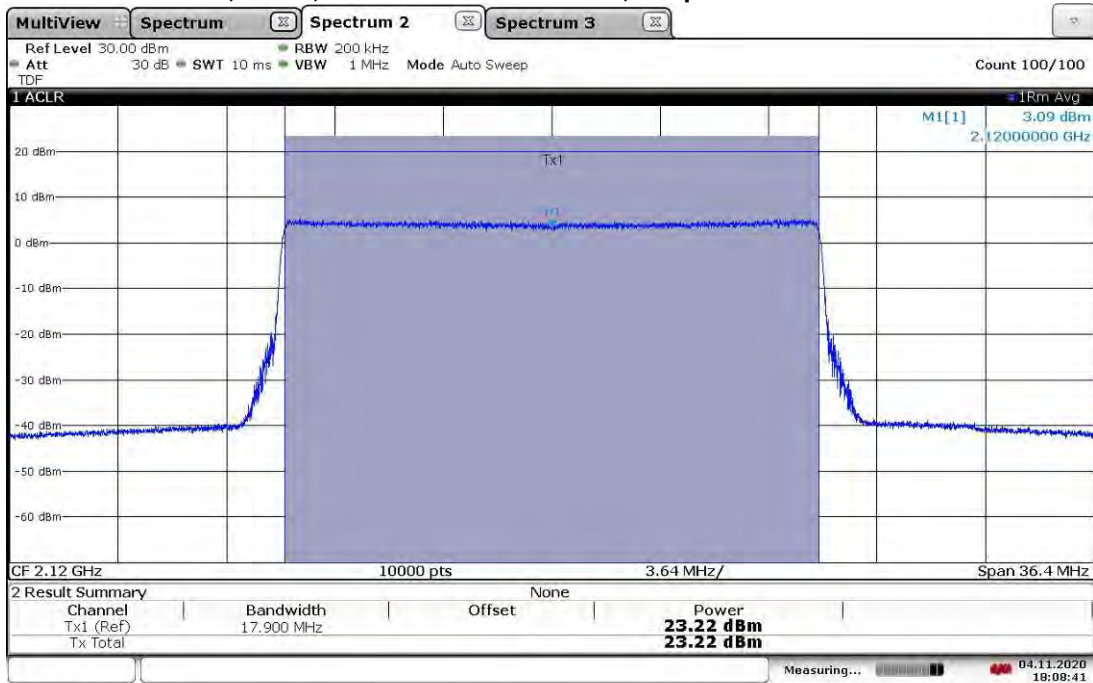 MultiView Spectrum Spectrum 2 Spectrum 3
Ref Level 30.00 dBm RBW 200 kHz
Att 30 dB SWT 10 ms VBW 1 MHz Mode Auto Sweep Count 100/100
TDF
1 ACLR 1Rm Avg
M1[1] 3.09 dBm
2.12000000 GHz
20 dBm
Tx1
10 dBm
M1
0 dBm
-10 dBm
-20 dBm
-30 dBm
-40 dBm
-50 dBm
-60 dBm
CF 2.12 GHz 10000 pts 3.64 MHz/ Span 36.4 MHz
2 Result Summary None
Channel Bandwidth Offset Power
Tx1 (Ref) 17.900 MHz 23.22 dBm
Tx Total 23.22 dBm
Measuring... 04.11.2020
18:08:41